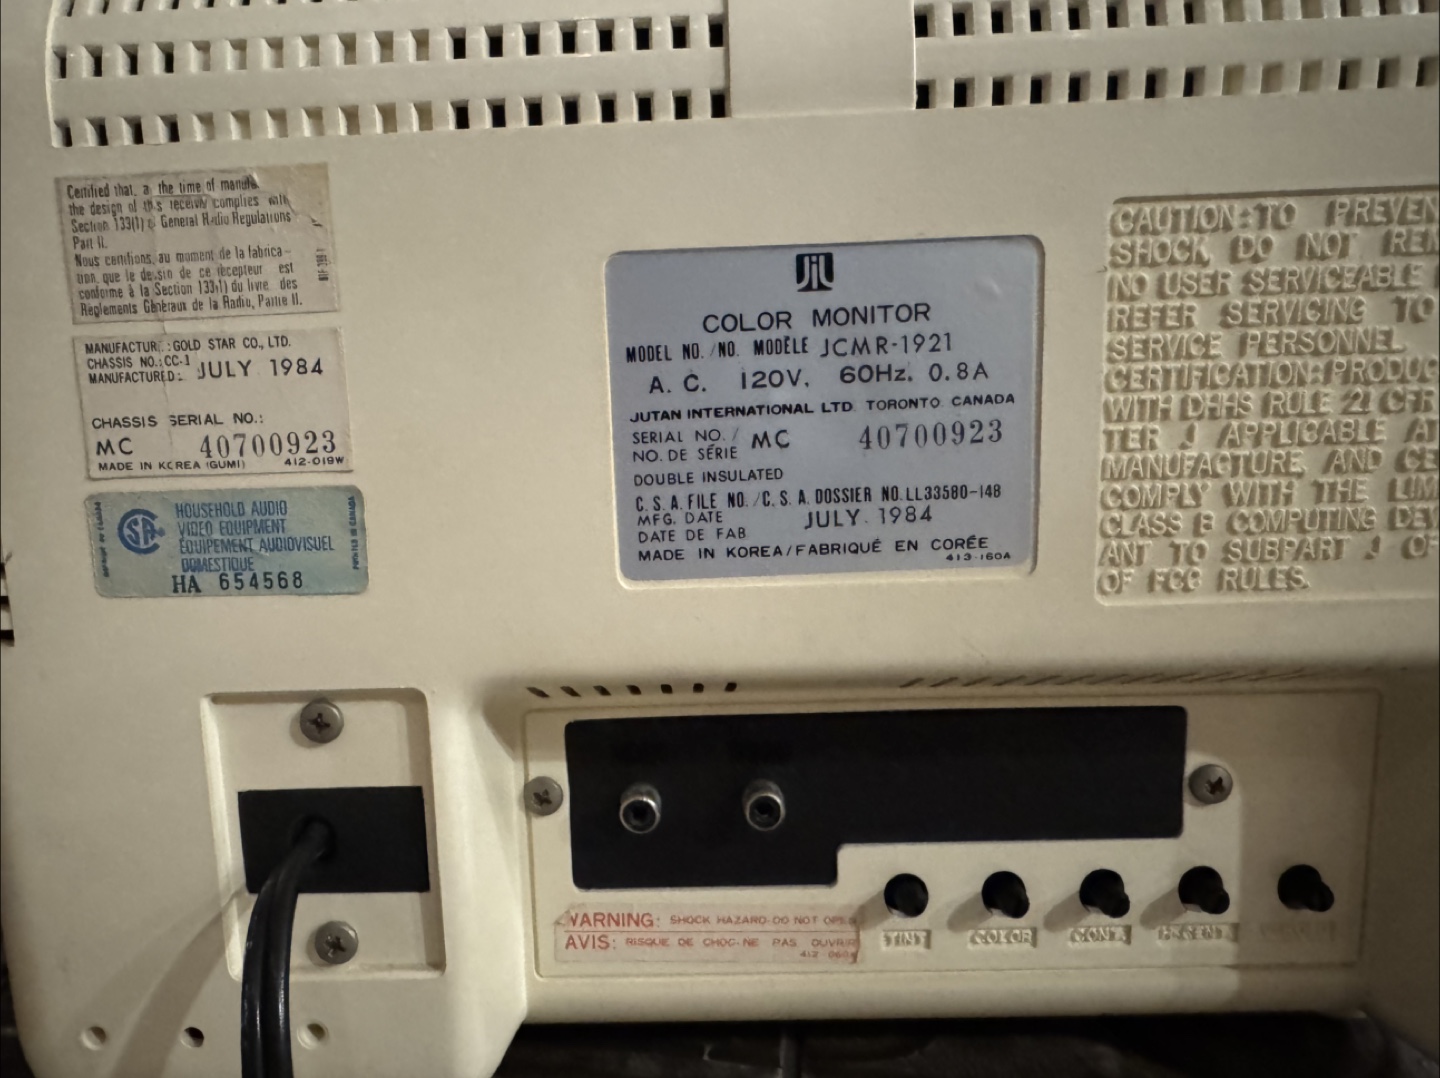 Certified that, a the time of manufa
the design of this receiver complies with
Section 133(1) General Radio Regulations
Part II.
Nous certifions, au moment de la fabrica-
que le dessin de ce récepteur est
conforme à la Section 133(1) du livre des
Règlements Généraux de la Radio, Partie II.
MANUFACTUR.:GOLD STAR CO., LTD.
CHASSIS NO.:CC-1
MANUFACTURED: JULY 1984
CHASSIS SERIAL NO.:
MC 40700923
MADE IN KOREA (GUMI) 412-019W
CSA
HOUSEHOLD AUDIO
VIDEO EQUIPMENT
ÉQUIPEMENT AUDIOVISUEL
DOMESTIQUE
HA 654568
JIL
COLOR MONITOR
MODEL NO./NO. MODÈLE JCMR-1921
A. C. 120V, 60Hz. 0.8A
JUTAN INTERNATIONAL LTD. TORONTO CANADA
SERIAL NO./
NO. DE SÉRIE MC 40700923
DOUBLE INSULATED
C.S.A. FILE NO./C.S.A. DOSSIER NO. LL33580-148
MFG. DATE
DATE DE FAB JULY. 1984
MADE IN KOREA/FABRIQUÉ EN CORÉE
413-160A
CAUTION:TO PREVEN
SHOCK, DO NOT REM
NO USER SERVICEABLE
REFER SERVICING TO
SERVICE PERSONNEL.
CERTIFICATION:PRODUC
WITH DHHS RULE 21 CFR
TER J APPLICABLE AT
MANUFACTURE, AND CE
COMPLY WITH THE LIM
CLASS B COMPUTING DEV
ANT TO SUBPART J OF
OF FCC RULES.
WARNING: SHOCK HAZARD-DO NOT OPEN
AVIS: RISQUE DE CHOC-NE PAS OUVRIR
TINT COLOR CONT. H-CENT.